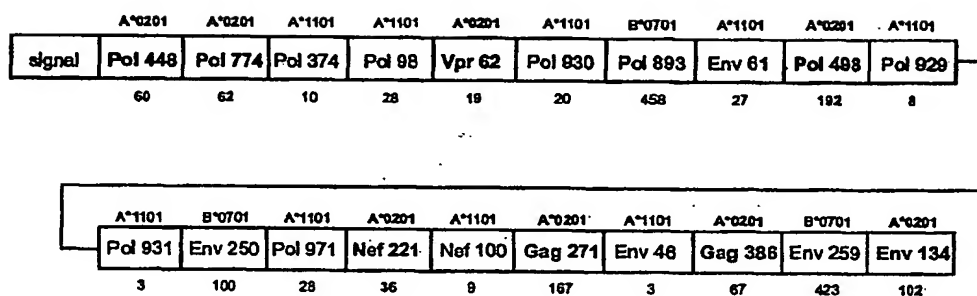 A*0201 A*0201 A*1101 A*1101 A*0201 A*1101 B*0701 A*1101 A*0201 A*1101
signal Pol 448 Pol 774 Pol 374 Pol 98 Vpr 62 Pol 930 Pol 893 Env 61 Pol 498 Pol 929
60 62 10 28 19 20 458 27 192 8
A*1101 B*0701 A*1101 A*0201 A*1101 A*0201 A*1101 A*0201 B*0701 A*0201
Pol 931 Env 250 Pol 971 Nef 221 Nef 100 Gag 271 Env 46 Gag 386 Env 259 Env 134
3 100 28 36 9 167 3 67 423 102